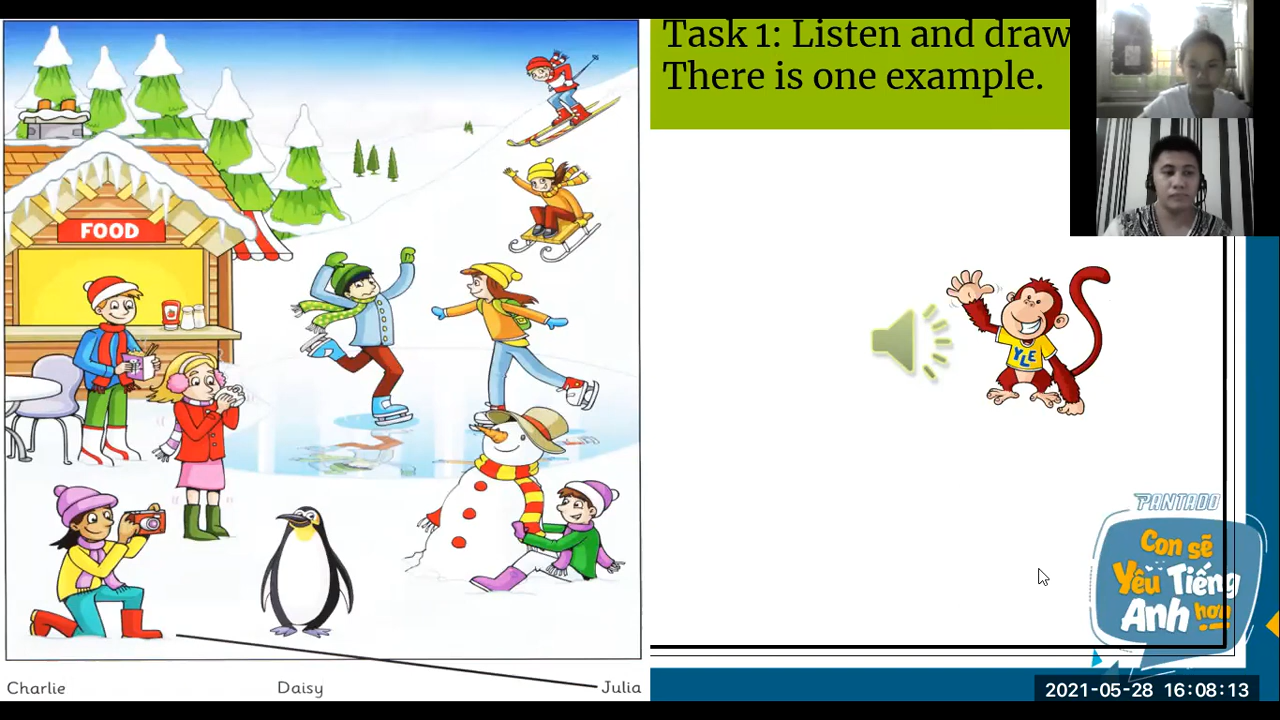 Task 1: Listen and draw
There is one example.
FOOD
YLE
PANTADO
Con sẽ
Yêu Tiếng
Anh hơn
Charlie
Daisy
Julia
2021-05-28 16:08:13